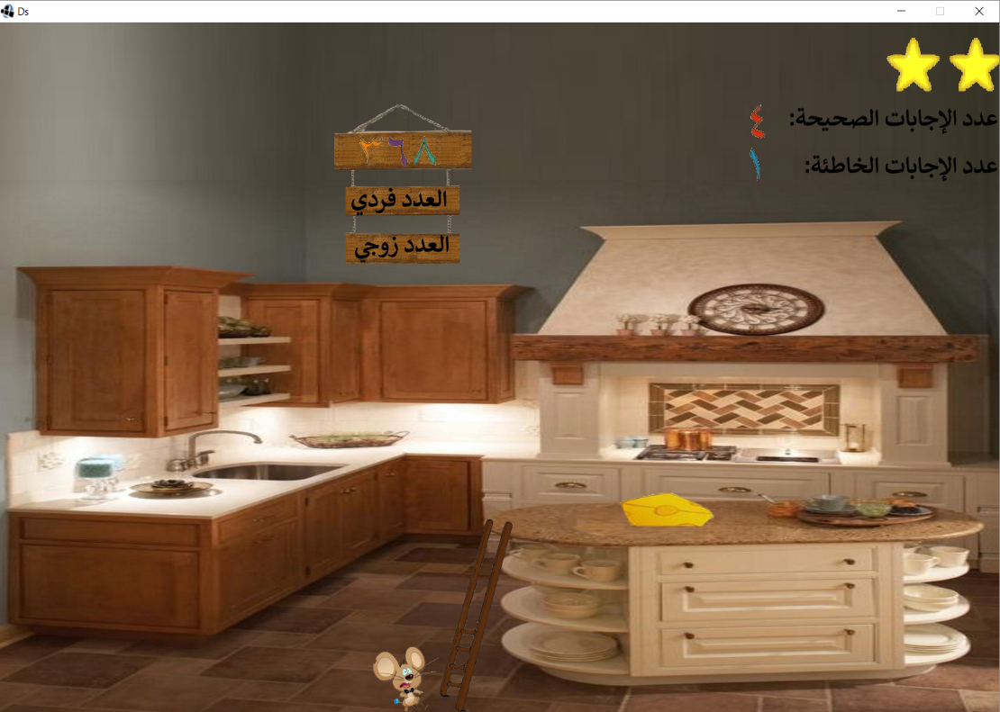 Ds
عدد الإجابات الصحيحة: ٤
عدد الإجابات الخاطئة: ١
٣٦٨
العدد فردي
العدد زوجي